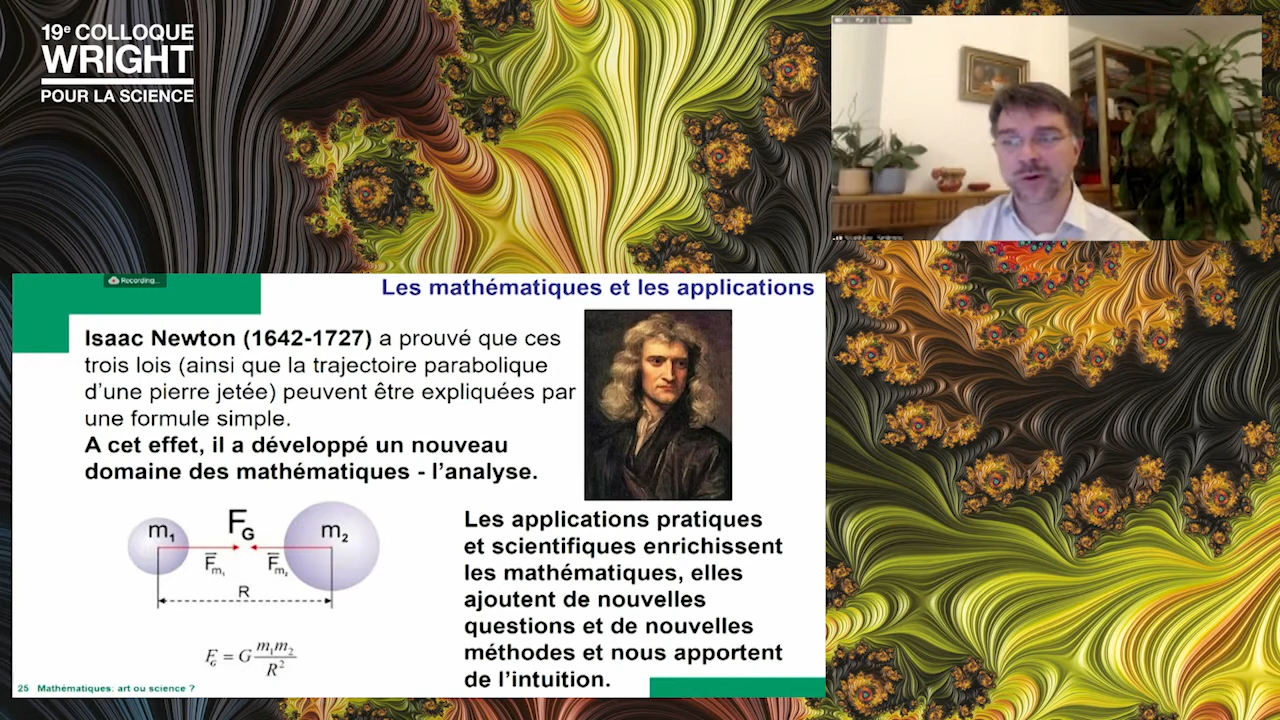 19e COLLOQUE
WRIGHT
POUR LA SCIENCE
Recording...
Les mathématiques et les applications
Isaac Newton (1642-1727) a prouvé que ces
trois lois (ainsi que la trajectoire parabolique
d'une pierre jetée) peuvent être expliquées par
une formule simple.
A cet effet, il a développé un nouveau
domaine des mathématiques - l'analyse.
m₁ F_G m₂
F⃗m₁ F⃗m₂
R
F_G = G m₁m₂ / R²
Les applications pratiques
et scientifiques enrichissent
les mathématiques, elles
ajoutent de nouvelles
questions et de nouvelles
méthodes et nous apportent
de l'intuition.
25 Mathématiques: art ou science ?